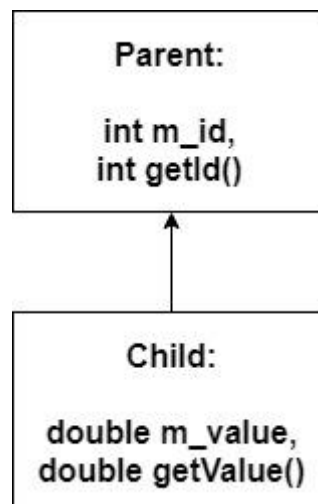 Parent:
int m_id,
int getId()
Child:
double m_value,
double getValue()